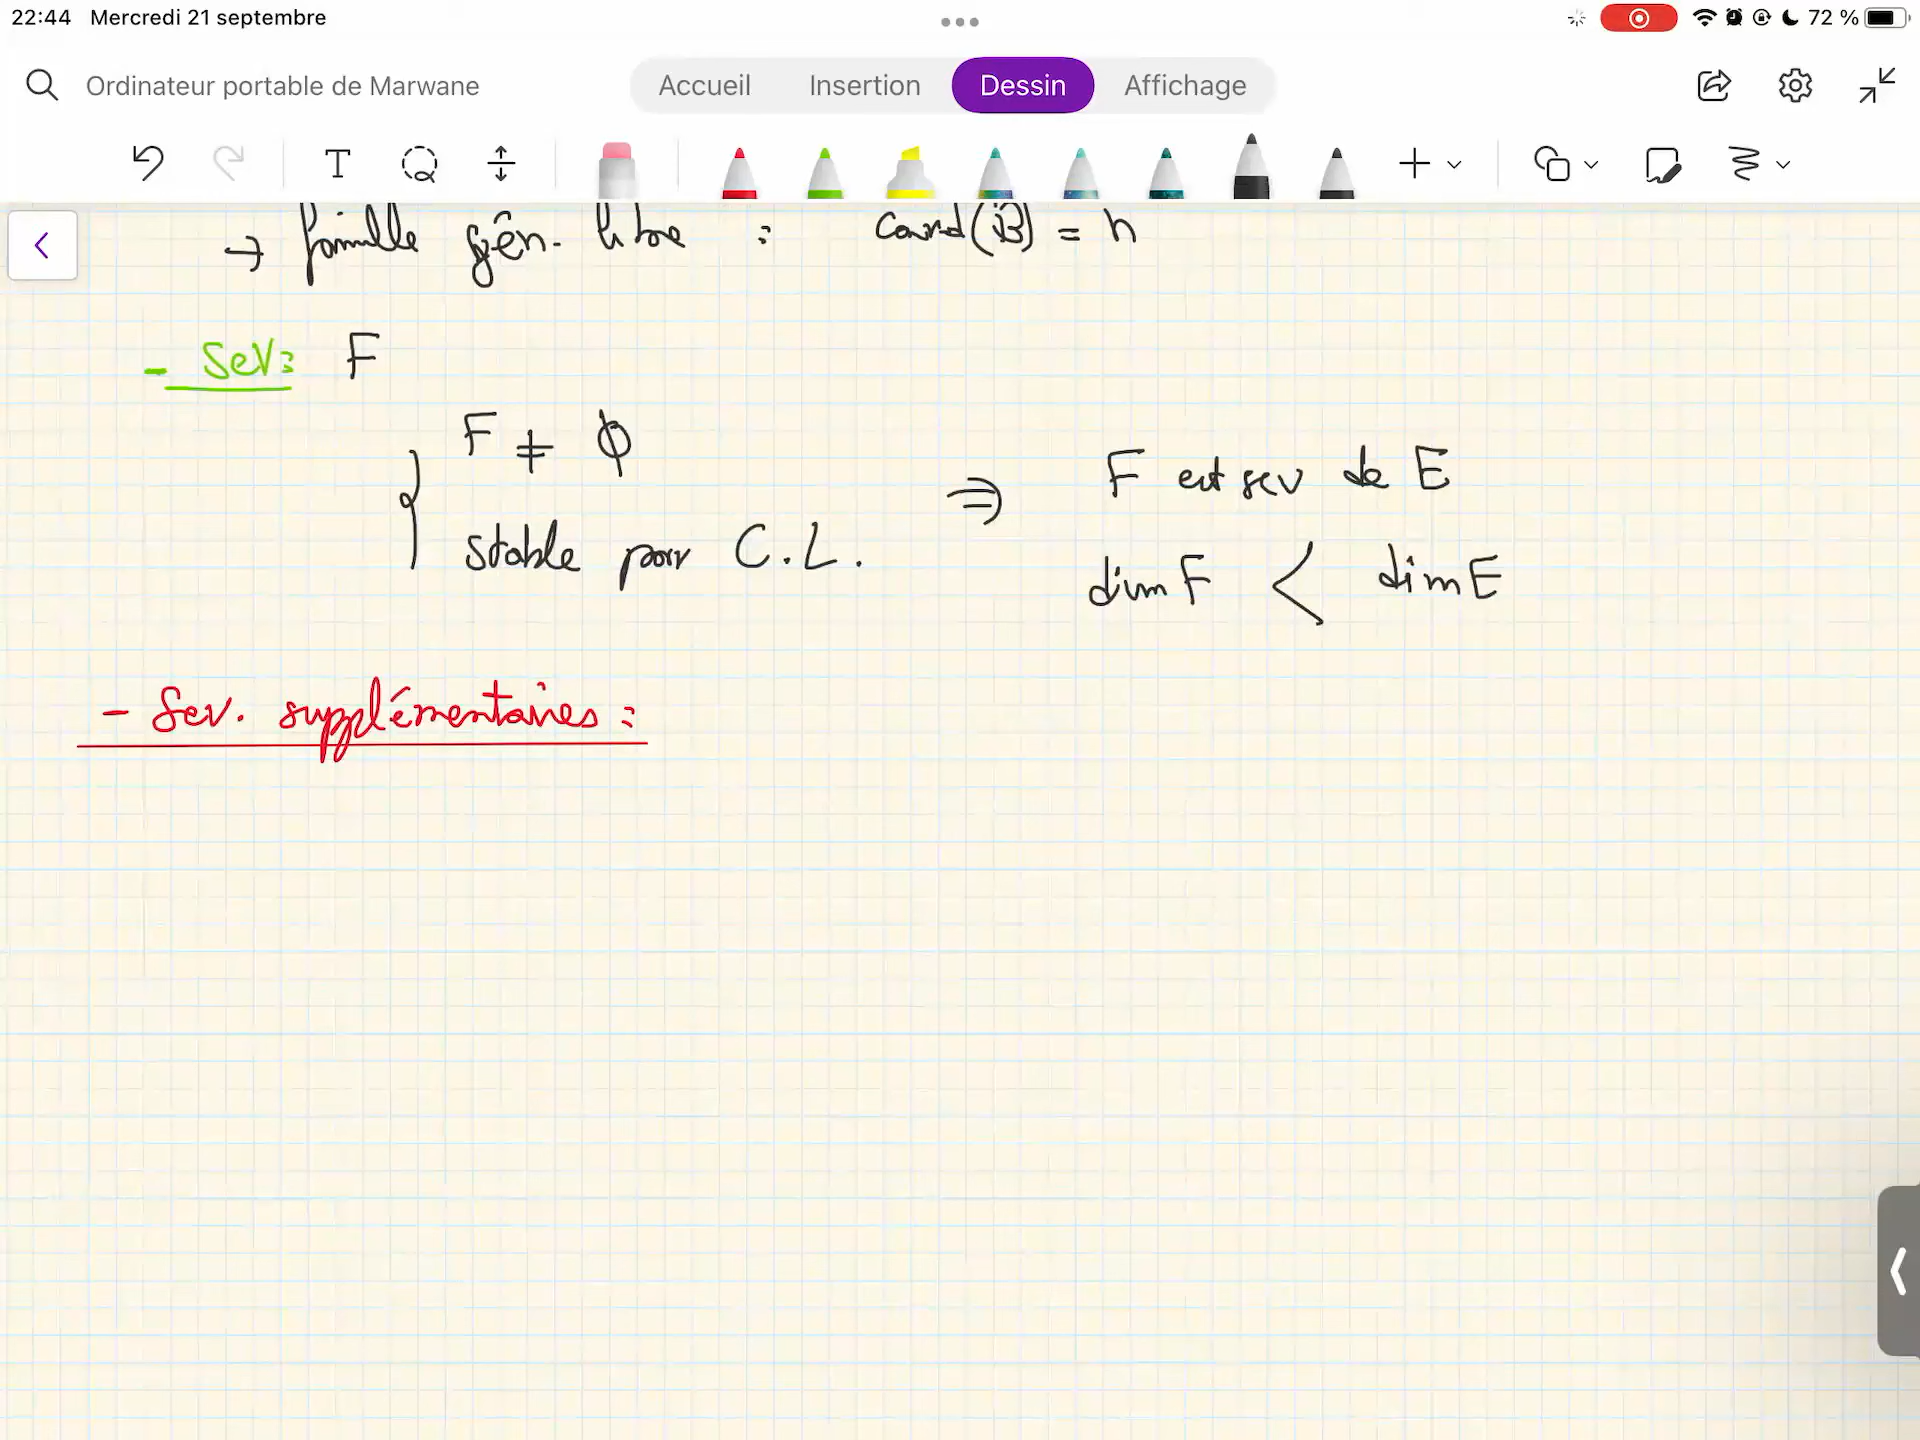 22:44 Mercredi 21 septembre 72 %
Ordinateur portable de Marwane Accueil Insertion Dessin Affichage
T
→ famille gén. libre : Card(B) = n
- SeV: F
F ≠ ∅
stable par C.L. ⇒ F est sev de E
dim F < dim E
- Sev. supplémentaires :